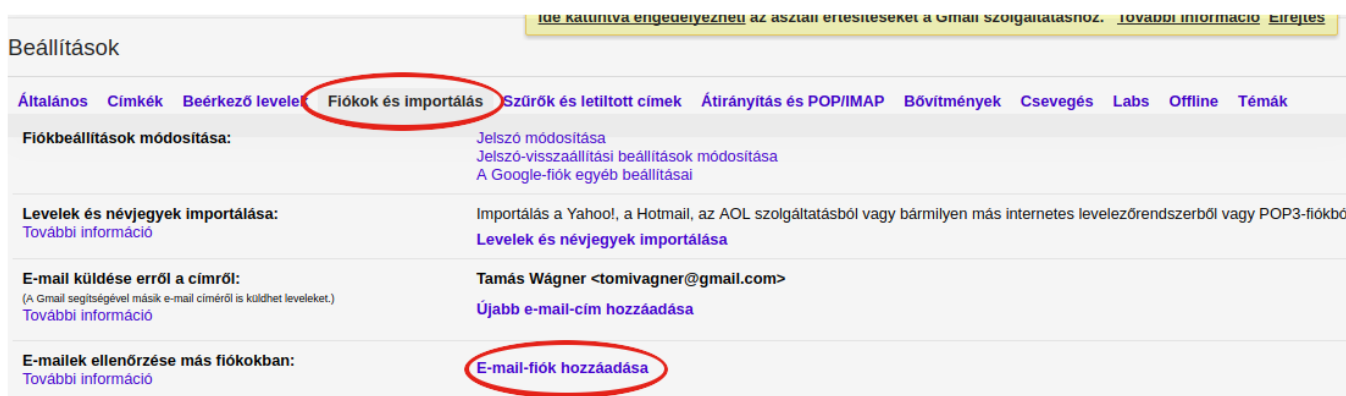 Ide kattintva engedélyezheti az asztali értesítéseket a Gmail szolgáltatáshoz. További információ Elrejtés
Beállítások
Általános Címkék Beérkező levelek Fiókok és importálás Szűrők és letiltott címek Átirányítás és POP/IMAP Bővítmények Csevegés Labs Offline Témák
Fiókbeállítások módosítása: Jelszó módosítása
Jelszó-visszaállítási beállítások módosítása
A Google-fiók egyéb beállításai
Levelek és névjegyek importálása: Importálás a Yahoo!, a Hotmail, az AOL szolgáltatásból vagy bármilyen más internetes levelezőrendszerből vagy POP3-fiókbó
További információ Levelek és névjegyek importálása
E-mail küldése erről a címről: Tamás Wágner <tomivagner@gmail.com>
(A Gmail segítségével másik e-mail címéről is küldhet leveleket.)
További információ Újabb e-mail-cím hozzáadása
E-mailek ellenőrzése más fiókokban: E-mail-fiók hozzáadása
További információ